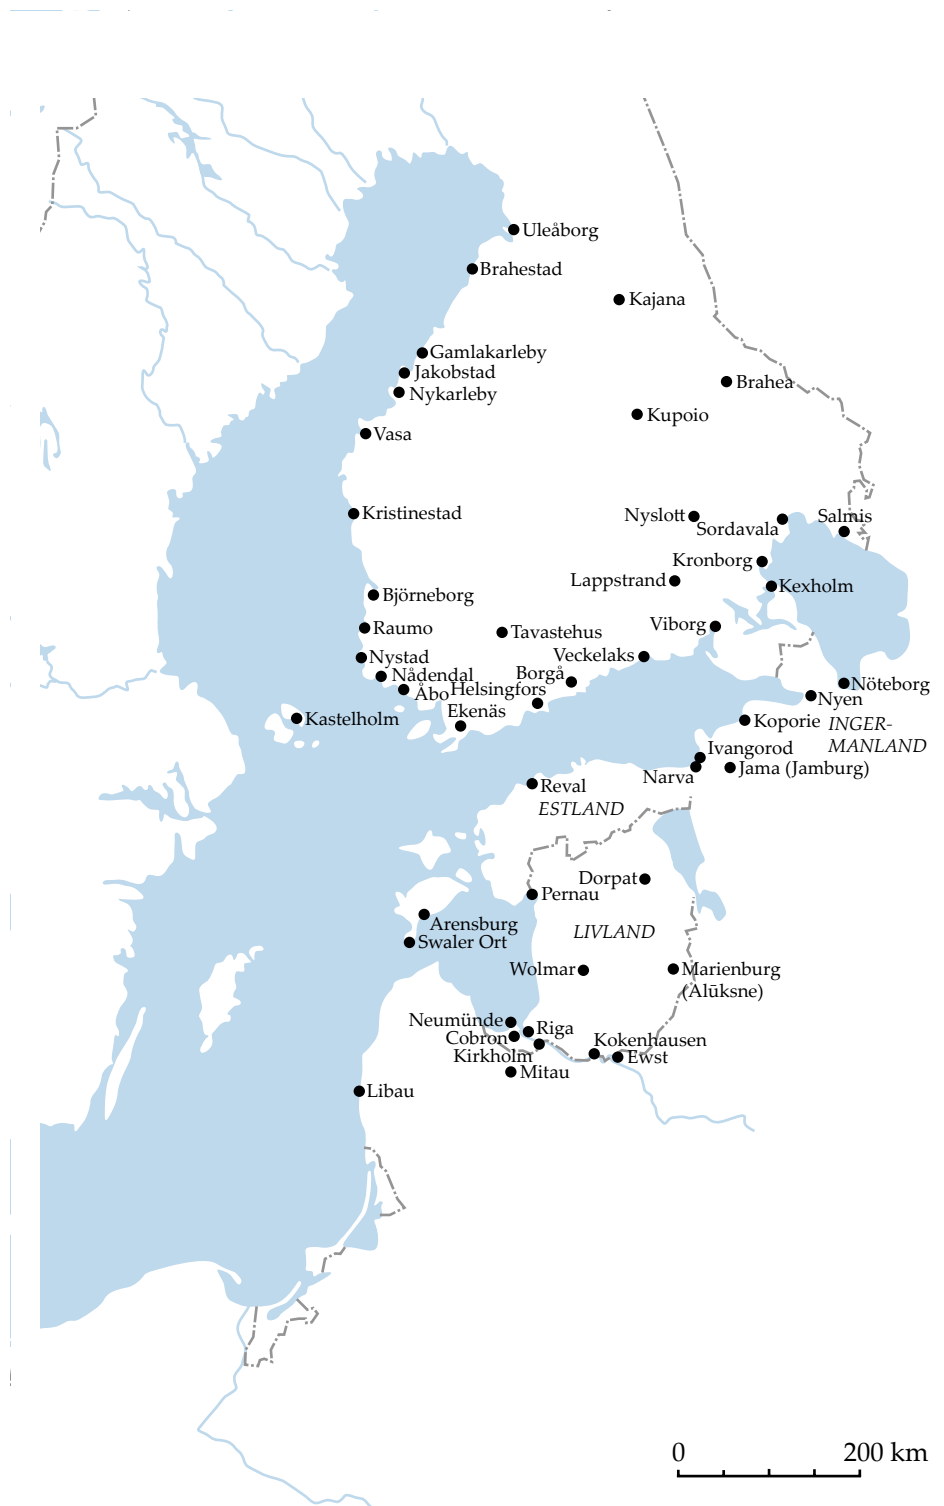 Uleåborg
Brahestad
Kajana
Gamlakarleby
Jakobstad
Brahea
Nykarleby
Kupoio
Vasa
Kristinestad
Nyslott
Salmis
Sordavala
Kronborg
Lappstrand
Kexholm
Björneborg
Raumo
Tavastehus
Viborg
Nystad
Veckelaks
Nådendal
Borgå
Nöteborg
Åbo
Helsingfors
Nyen
Ekenäs
Kastelholm
Koporie
INGER-
MANLAND
Ivangorod
Narva
Jama (Jamburg)
Reval
ESTLAND
Dorpat
Pernau
Arensburg
LIVLAND
Swaler Ort
Wolmar
Marienburg
(Alūksne)
Neumünde
Riga
Cobron
Kokenhausen
Kirkholm
Ewst
Mitau
Libau
0
200 km